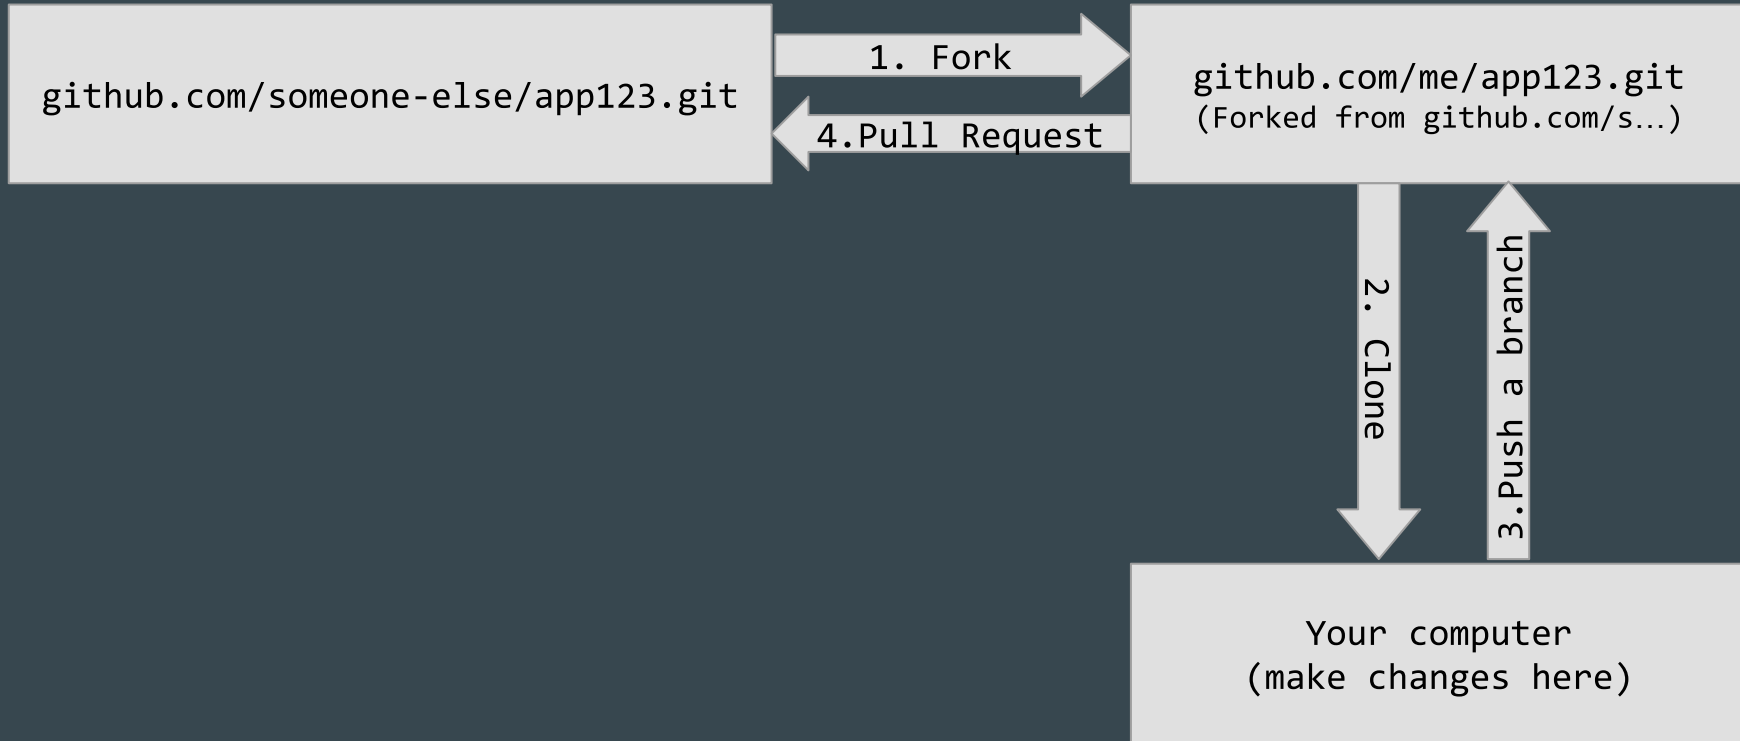 github.com/someone-else/app123.git
1. Fork
4.Pull Request
github.com/me/app123.git
(Forked from github.com/s…)
2. Clone
3.Push a branch
Your computer
(make changes here)